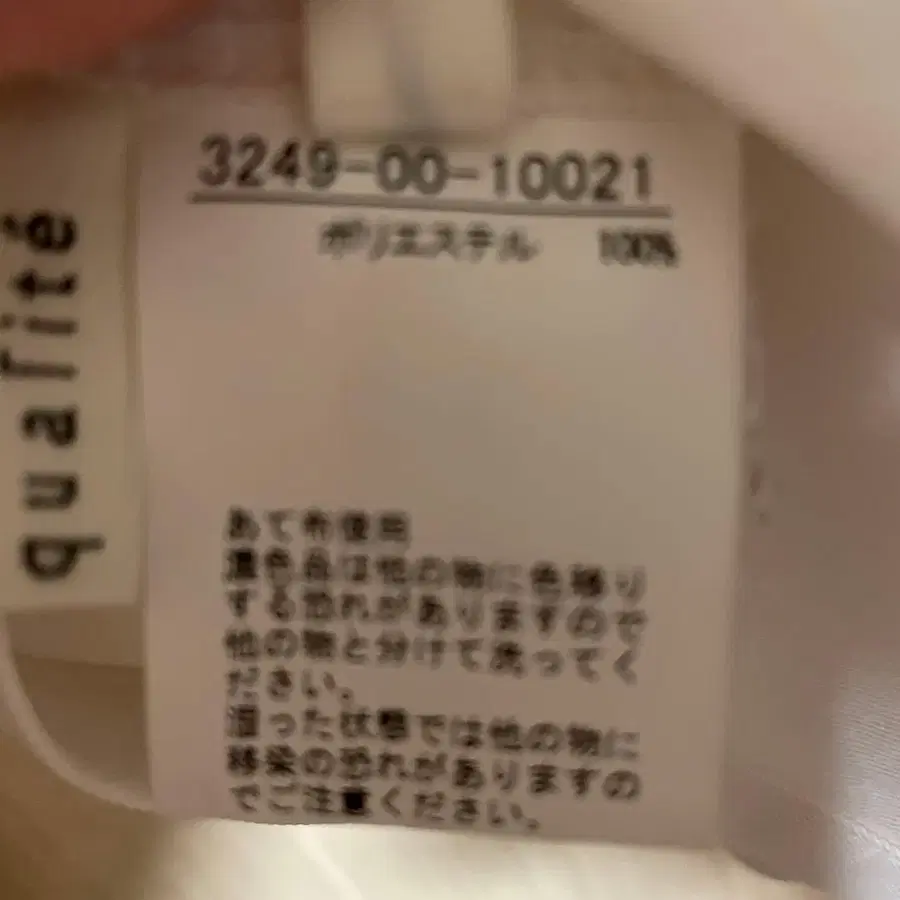 3249-00-10021
ポリエステル 100%
あて布使用
濃色品は他の物に色移り
する恐れがありますので
他の物と分けて洗ってく
ださい。
湿った状態では他の物に
移染の恐れがありますの
でご注意ください。
qualité